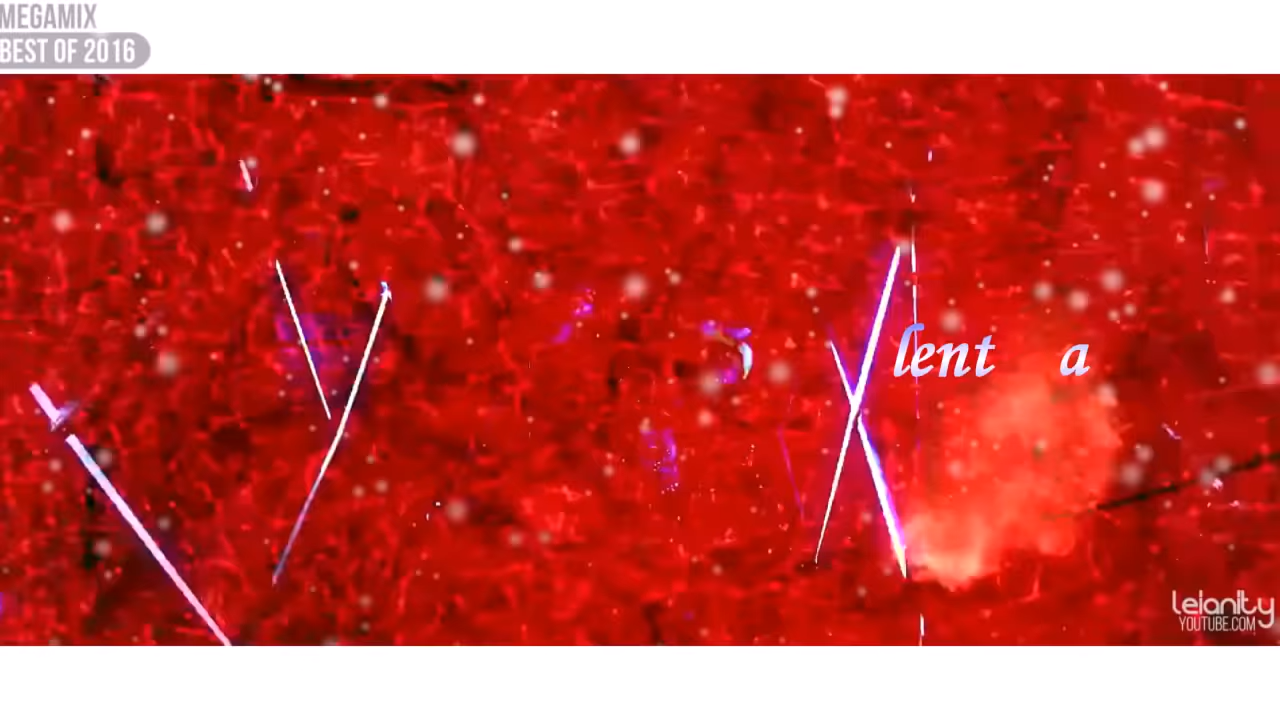 MEGAMIX
BEST OF 2016
lent a
leianity
YOUTUBE.COM